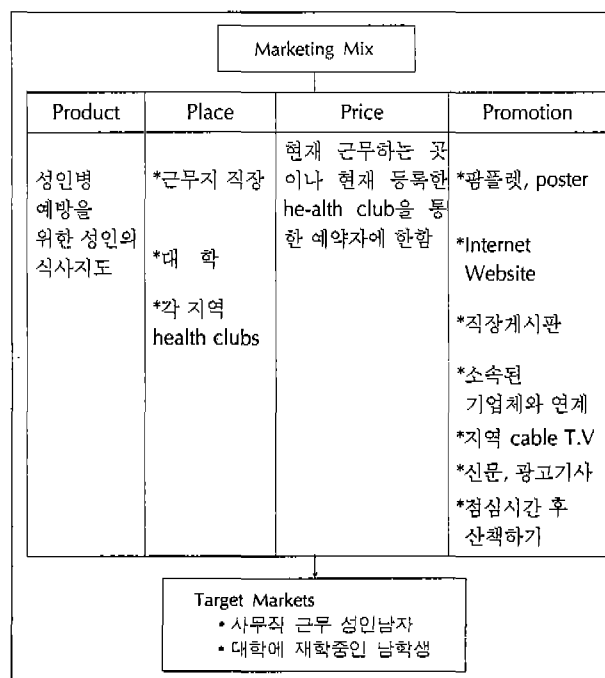 Marketing Mix
Product
Place
Price
Promotion
성인병
예방을
위한 성인의
식사지도
*근무지 직장
*대 학
*각 지역
health clubs
현재 근무하는 곳
이나 현재 등록한
he-alth club을 통
한 예약자에 한함
*팜플렛, poster
*Internet
Website
*직장게시판
*소속된
기업체와 연계
*지역 cable T.V
*신문, 광고기사
*점심시간 후
산책하기
Target Markets
• 사무직 근무 성인남자
• 대학에 재학중인 남학생